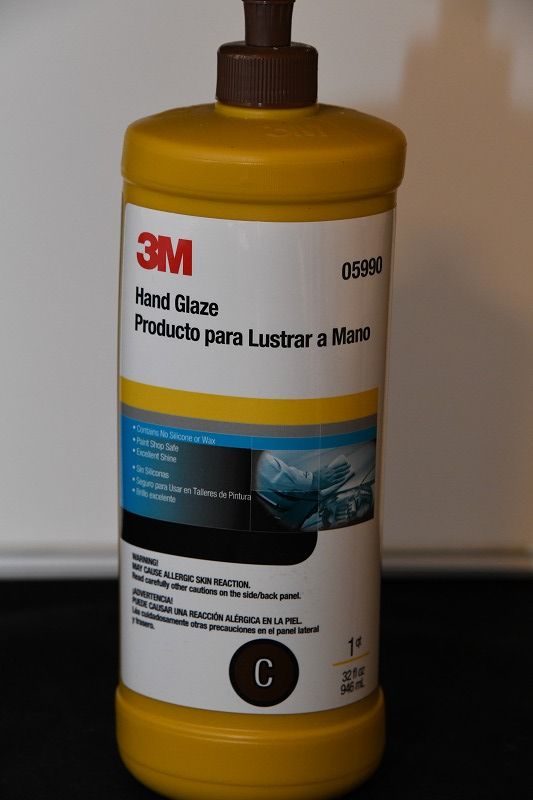 3M
05990
Hand Glaze
Producto para Lustrar a Mano
• Contains No Silicone or Wax
• Paint Shop Safe
• Excellent Shine
• Sin Siliconas
• Seguro para Usar en Talleres de Pintura
• Brillo excelente
WARNING!
MAY CAUSE ALLERGIC SKIN REACTION.
Read carefully other cautions on the side/back panel.
¡ADVERTENCIA!
PUEDE CAUSAR UNA REACCIÓN ALÉRGICA EN LA PIEL.
Lea cuidadosamente otras precauciones en el panel lateral
y trasero.
C
1 qt
32 fl oz
946 mL